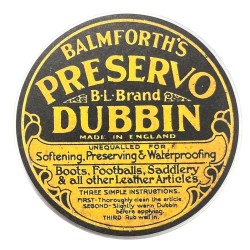 BALMFORTH'S
PRESERVO
B·L·Brand
DUBBIN
MADE IN ENGLAND
UNEQUALLED FOR
Softening, Preserving & Waterproofing
Boots, Footballs, Saddlery
& all other Leather Articles.
THREE SIMPLE INSTRUCTIONS.
FIRST-Thoroughly clean the article.
SECOND-Slightly warm Dubbin
before applying.
THIRD Rub well in.